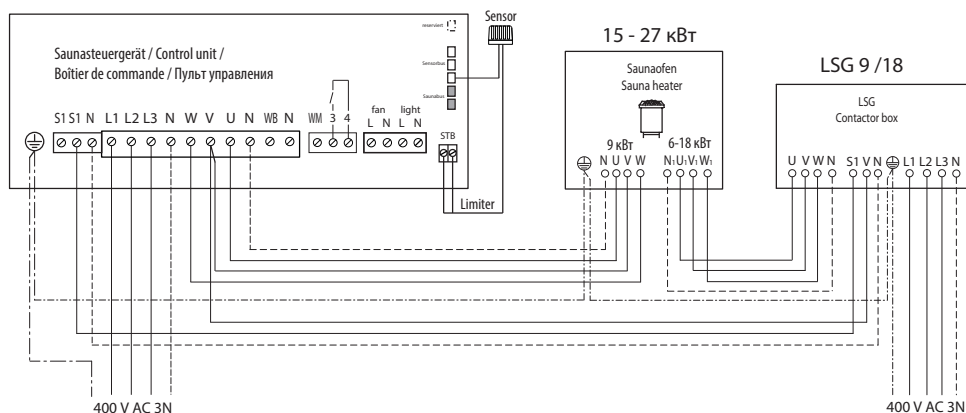 reserviert
Sensor
Saunasteuergerät / Control unit /
Boîtier de commande / Пульт управления
Sensorbus
Saunabus
S1 S1 N L1 L2 L3 N W V U N WB N
WM 3 4
fan light
L N L N
STB
Limiter
400 V AC 3N
15 - 27 кВт
Saunaofen
Sauna heater
9 кВт 6-18 кВт
N U V W N1 U1 V1 W1
LSG 9 /18
LSG
Contactor box
U V W N S1 V N L1 L2 L3 N
400 V AC 3N